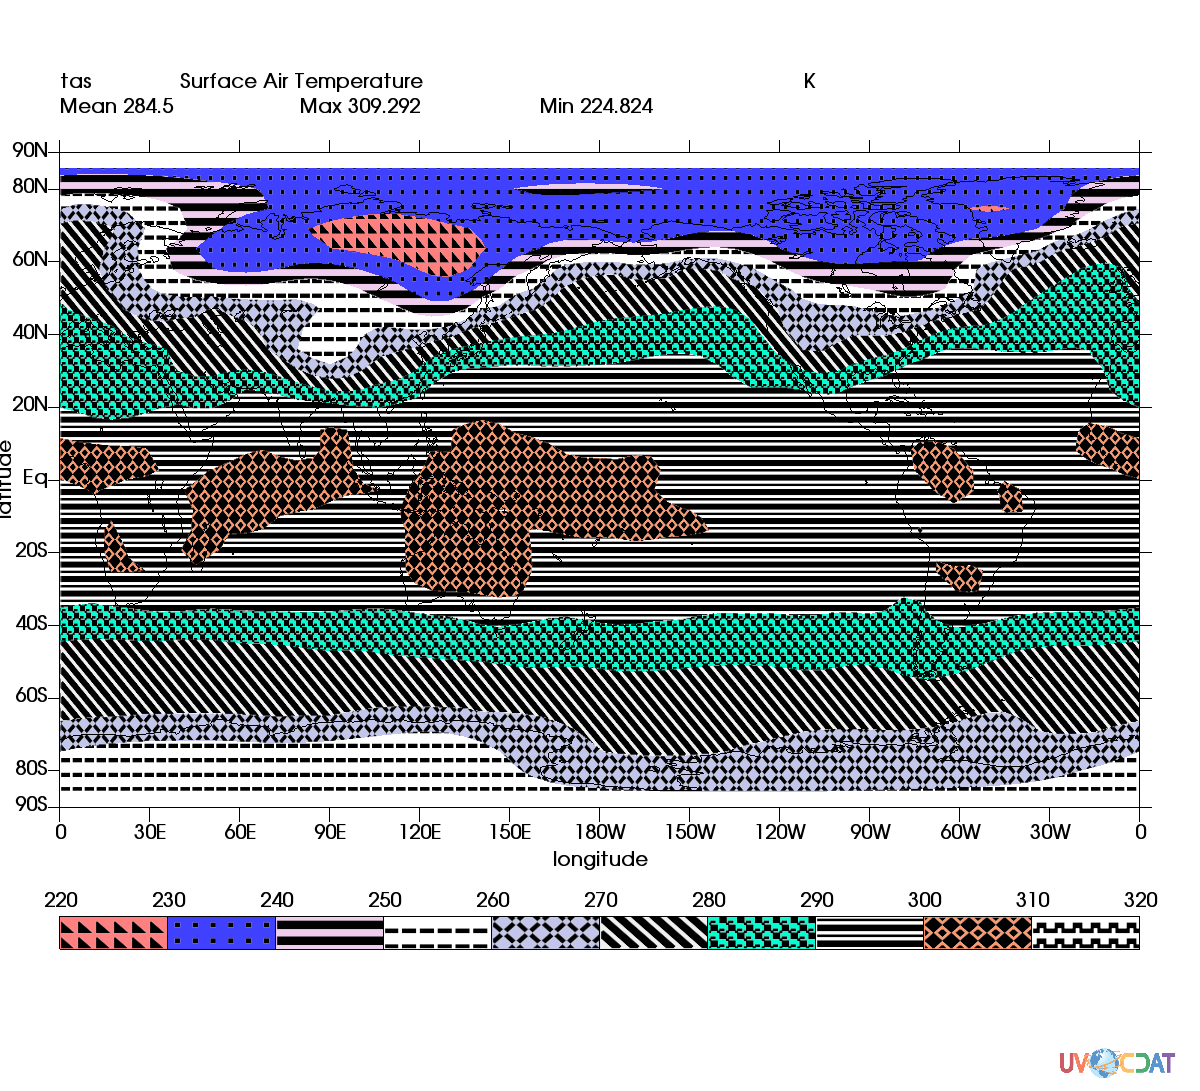 tas Surface Air Temperature K
Mean 284.5 Max 309.292 Min 224.824
90N
80N
60N
40N
20N
Eq
20S
40S
60S
80S
90S
latitude
0 30E 60E 90E 120E 150E 180W 150W 120W 90W 60W 30W 0
longitude
220 230 240 250 260 270 280 290 300 310 320
UV CDAT